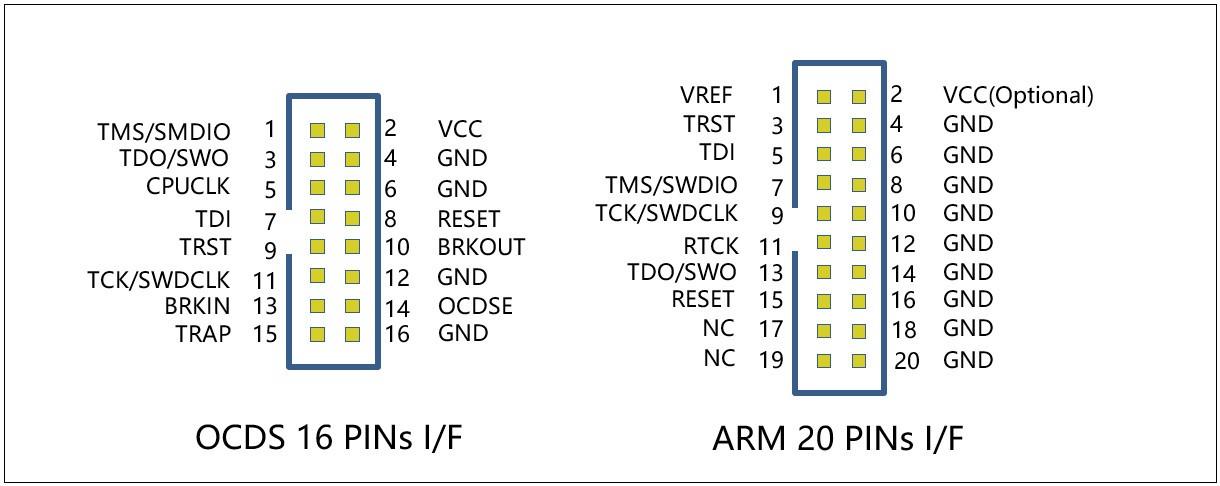 TMS/SMDIO 1 2 VCC
TDO/SWO 3 4 GND
CPUCLK 5 6 GND
TDI 7 8 RESET
TRST 9 10 BRKOUT
TCK/SWDCLK 11 12 GND
BRKIN 13 14 OCDSE
TRAP 15 16 GND
OCDS 16 PINs I/F
VREF 1 2 VCC(Optional)
TRST 3 4 GND
TDI 5 6 GND
TMS/SWDIO 7 8 GND
TCK/SWDCLK 9 10 GND
RTCK 11 12 GND
TDO/SWO 13 14 GND
RESET 15 16 GND
NC 17 18 GND
NC 19 20 GND
ARM 20 PINs I/F